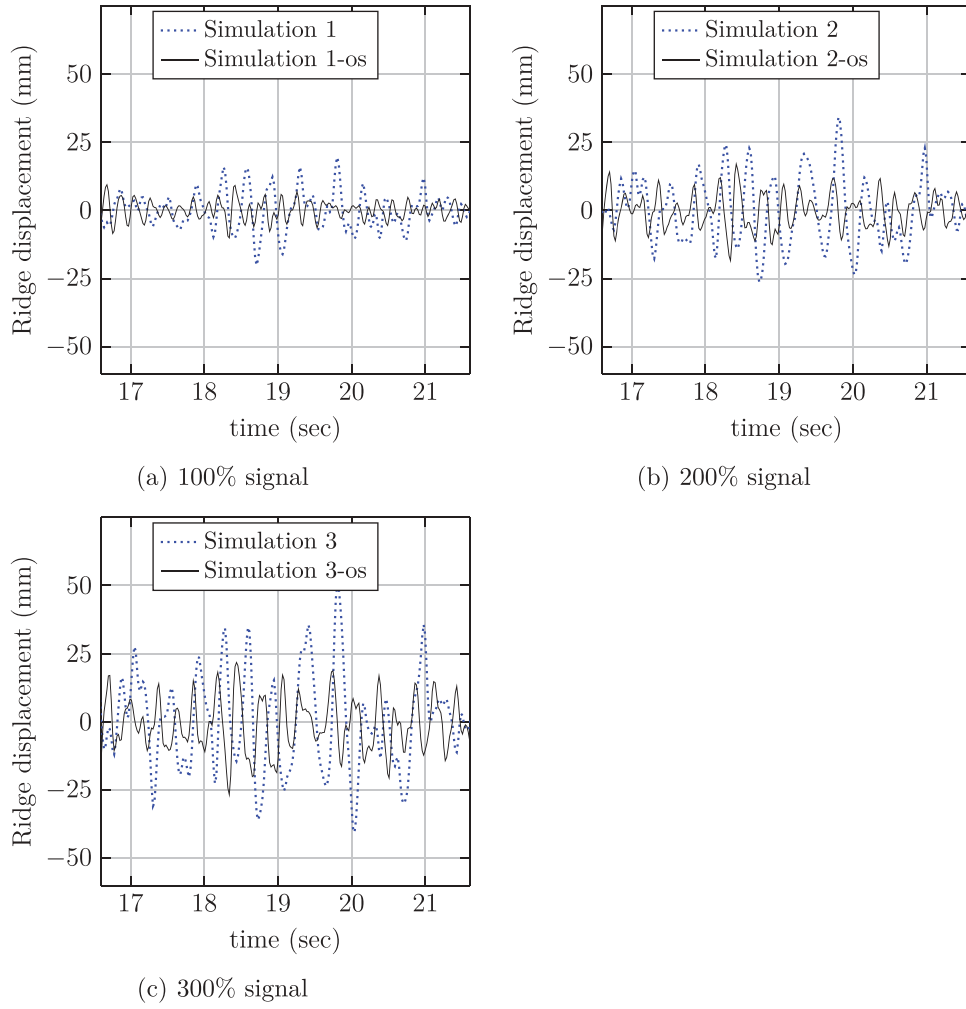 Simulation 1
Simulation 1-os
Ridge displacement (mm)
50
25
0
−25
−50
17 18 19 20 21
time (sec)
(a) 100% signal
Simulation 2
Simulation 2-os
Ridge displacement (mm)
50
25
0
−25
−50
17 18 19 20 21
time (sec)
(b) 200% signal
Simulation 3
Simulation 3-os
Ridge displacement (mm)
50
25
0
−25
−50
17 18 19 20 21
time (sec)
(c) 300% signal